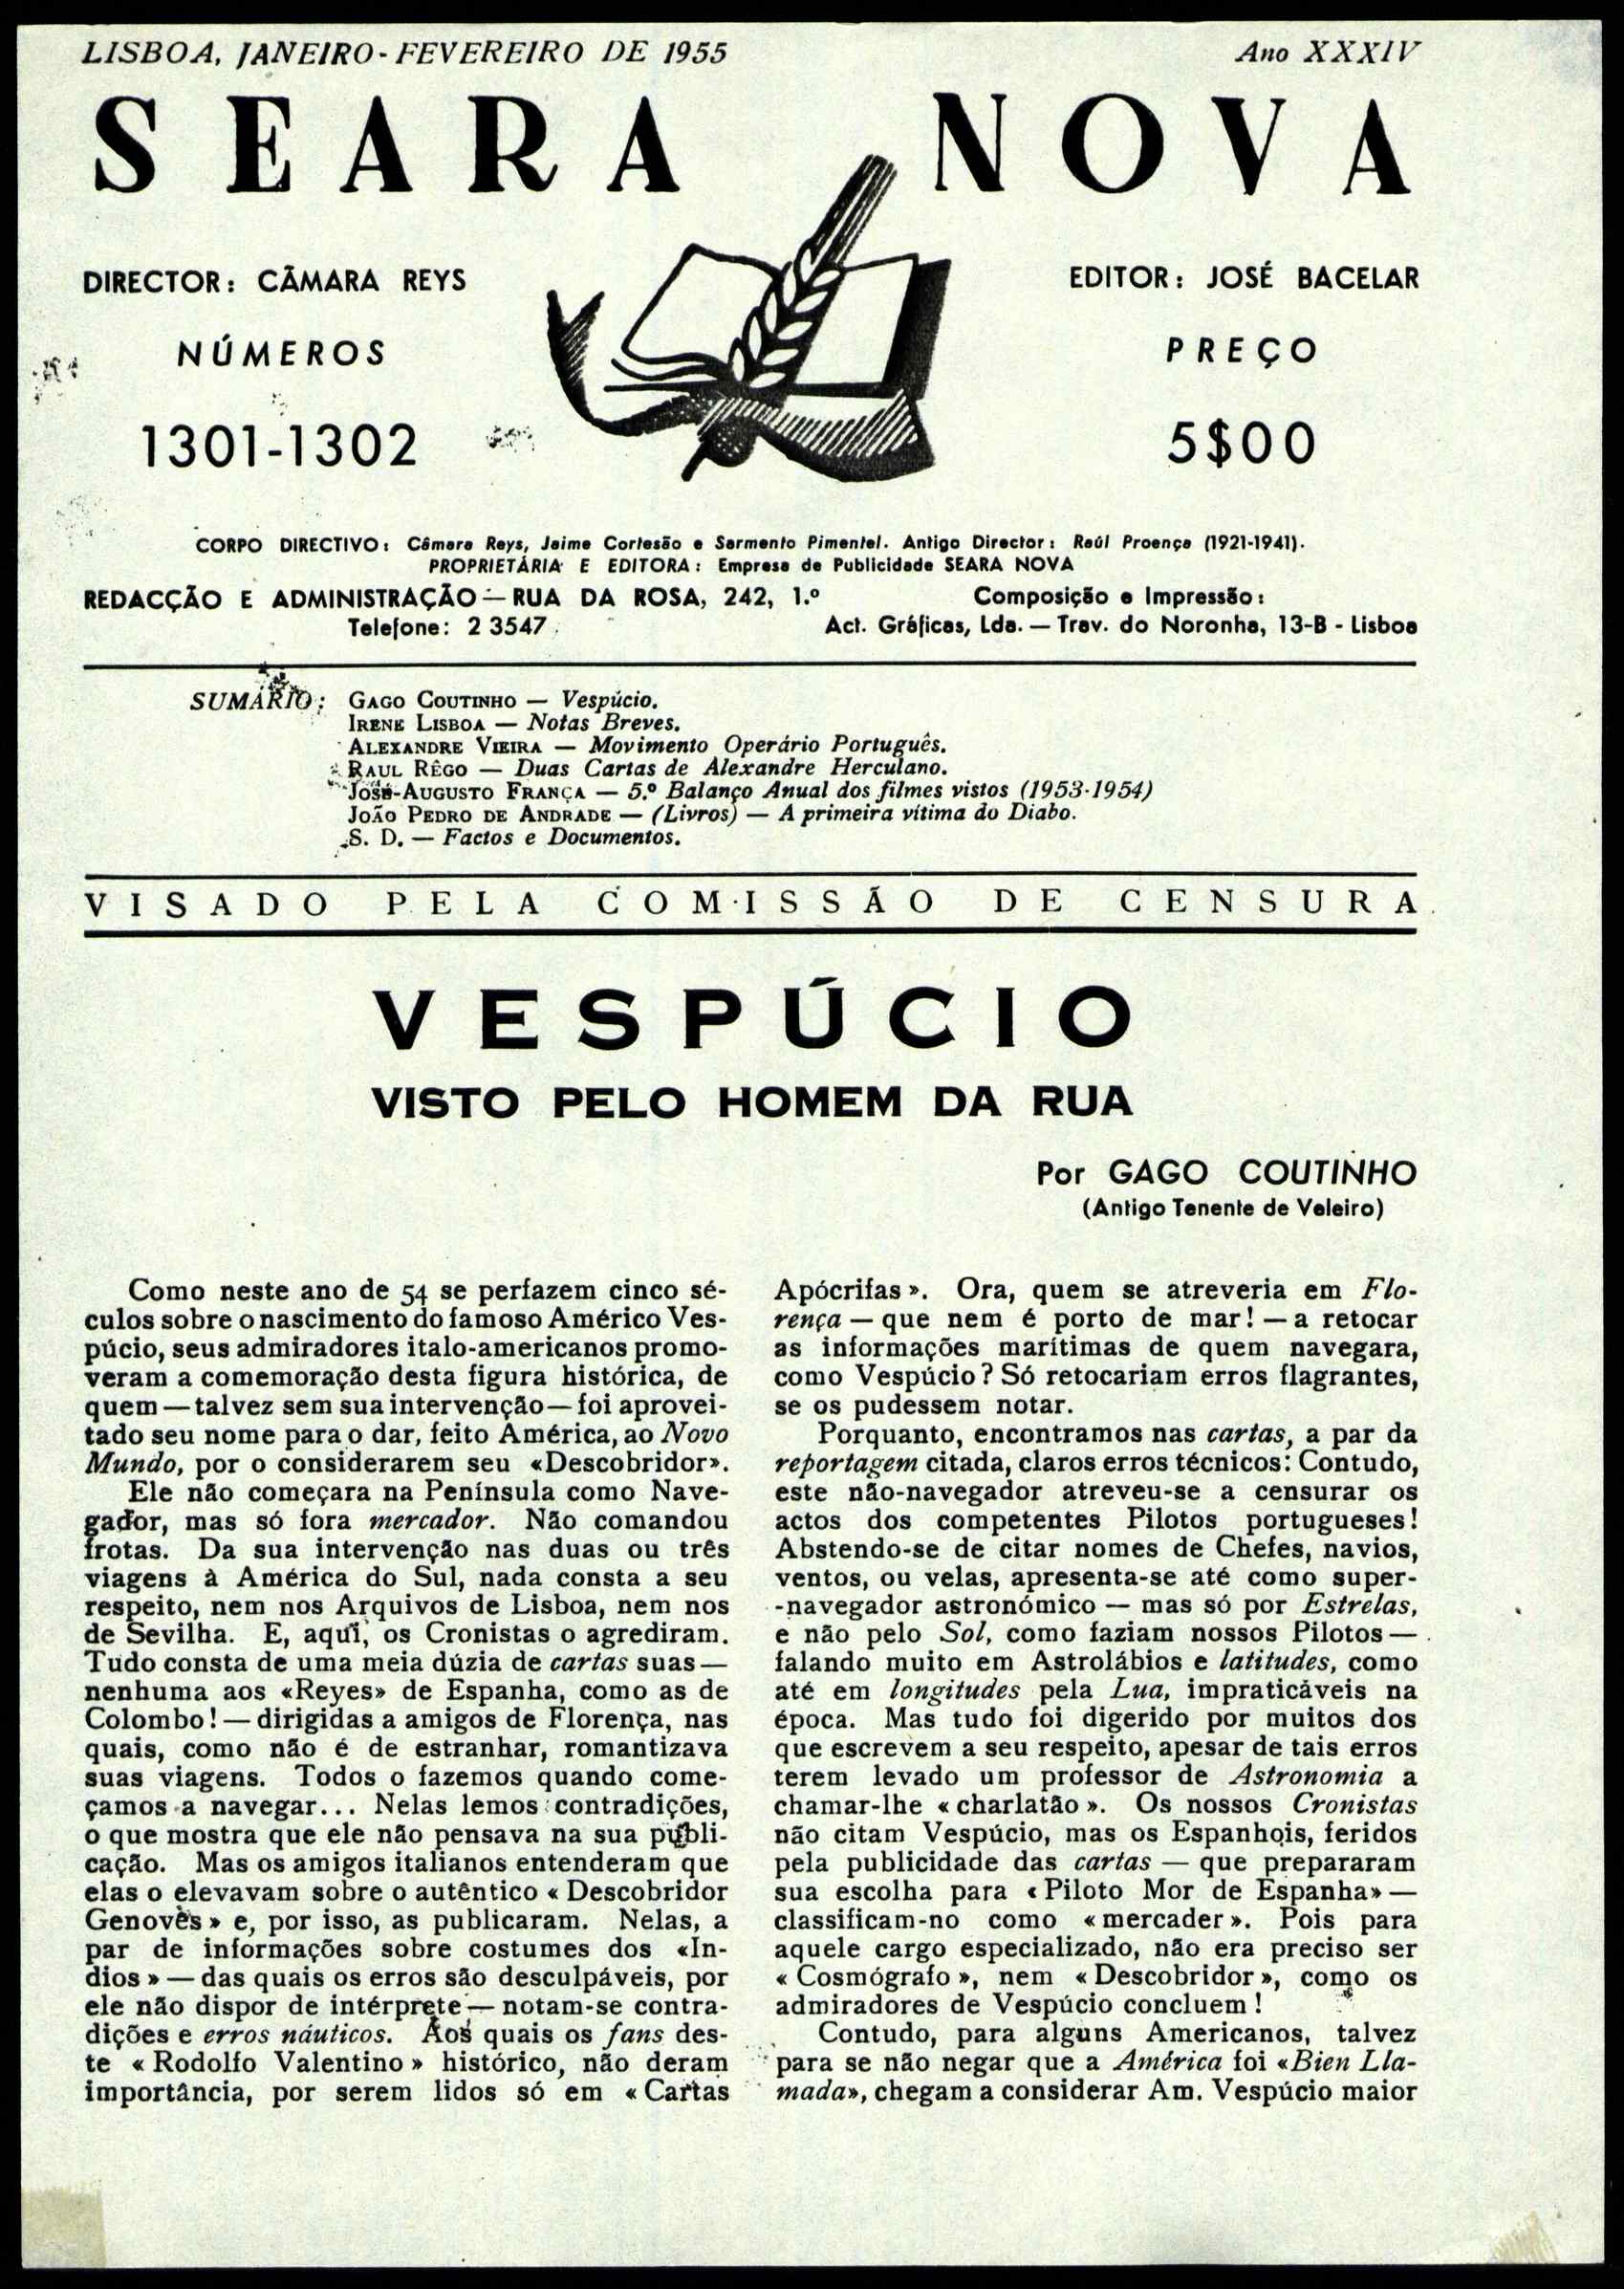 LISBOA, JANEIRO-FEVEREIRO DE 1955
Ano XXXIV
SEARA NOVA
DIRECTOR: CÂMARA REYS
EDITOR: JOSÉ BACELAR
NÚMEROS
PREÇO
1301-1302
5$00
CORPO DIRECTIVO: Câmara Reys, Jaime Cortesão e Sarmento Pimentel. Antigo Director: Raúl Proença (1921-1941).
PROPRIETÁRIA E EDITORA: Empresa de Publicidade SEARA NOVA
REDACÇÃO E ADMINISTRAÇÃO — RUA DA ROSA, 242, 1.º
Telefone: 2 3547
Composição e Impressão:
Act. Gráficas, Lda. — Trav. do Noronha, 13-B - Lisboa
SUMÁRIO: GAGO COUTINHO — Vespúcio.
IRENE LISBOA — Notas Breves.
ALEXANDRE VIEIRA — Movimento Operário Português.
RAUL RÊGO — Duas Cartas de Alexandre Herculano.
JOSÉ-AUGUSTO FRANÇA — 5.º Balanço Anual dos filmes vistos (1953-1954)
JOÃO PEDRO DE ANDRADE — (Livros) — A primeira vítima do Diabo.
S. D. — Factos e Documentos.
VISADO PELA COMISSÃO DE CENSURA
VESPÚCIO
VISTO PELO HOMEM DA RUA
Por GAGO COUTINHO
(Antigo Tenente de Veleiro)
Como neste ano de 54 se perfazem cinco sé-
culos sobre o nascimento do famoso Américo Ves-
púcio, seus admiradores italo-americanos promo-
veram a comemoração desta figura histórica, de
quem — talvez sem sua intervenção — foi aprovei-
tado seu nome para o dar, feito América, ao Novo
Mundo, por o considerarem seu «Descobridor».
Ele não começara na Península como Nave-
gador, mas só fora mercador. Não comandou
frotas. Da sua intervenção nas duas ou três
viagens à América do Sul, nada consta a seu
respeito, nem nos Arquivos de Lisboa, nem nos
de Sevilha. E, aqui, os Cronistas o agrediram.
Tudo consta de uma meia dúzia de cartas suas —
nenhuma aos «Reyes» de Espanha, como as de
Colombo! — dirigidas a amigos de Florença, nas
quais, como não é de estranhar, romantizava
suas viagens. Todos o fazemos quando come-
çamos a navegar... Nelas lemos contradições,
o que mostra que ele não pensava na sua publi-
cação. Mas os amigos italianos entenderam que
elas o elevavam sobre o autêntico « Descobridor
Genovês » e, por isso, as publicaram. Nelas, a
par de informações sobre costumes dos «In-
dios » — das quais os erros são desculpáveis, por
ele não dispor de intérprete — notam-se contra-
dições e erros náuticos. Aos quais os fans des-
te « Rodolfo Valentino » histórico, não deram
importância, por serem lidos só em « Cartas
Apócrifas ». Ora, quem se atreveria em Flo-
rença — que nem é porto de mar! — a retocar
as informações marítimas de quem navegara,
como Vespúcio? Só retocariam erros flagrantes,
se os pudessem notar.
Porquanto, encontramos nas cartas, a par da
reportagem citada, claros erros técnicos: Contudo,
este não-navegador atreveu-se a censurar os
actos dos competentes Pilotos portugueses!
Abstendo-se de citar nomes de Chefes, navios,
ventos, ou velas, apresenta-se até como super-
-navegador astronómico — mas só por Estrelas,
e não pelo Sol, como faziam nossos Pilotos —
falando muito em Astrolábios e latitudes, como
até em longitudes pela Lua, impraticáveis na
época. Mas tudo foi digerido por muitos dos
que escrevem a seu respeito, apesar de tais erros
terem levado um professor de Astronomia a
chamar-lhe « charlatão ». Os nossos Cronistas
não citam Vespúcio, mas os Espanhois, feridos
pela publicidade das cartas — que prepararam
sua escolha para « Piloto Mor de Espanha» —
classificam-no como « mercader ». Pois para
aquele cargo especializado, não era preciso ser
« Cosmógrafo », nem « Descobridor », como os
admiradores de Vespúcio concluem !
Contudo, para alguns Americanos, talvez
para se não negar que a América foi «Bien Lla-
mada», chegam a considerar Am. Vespúcio maior